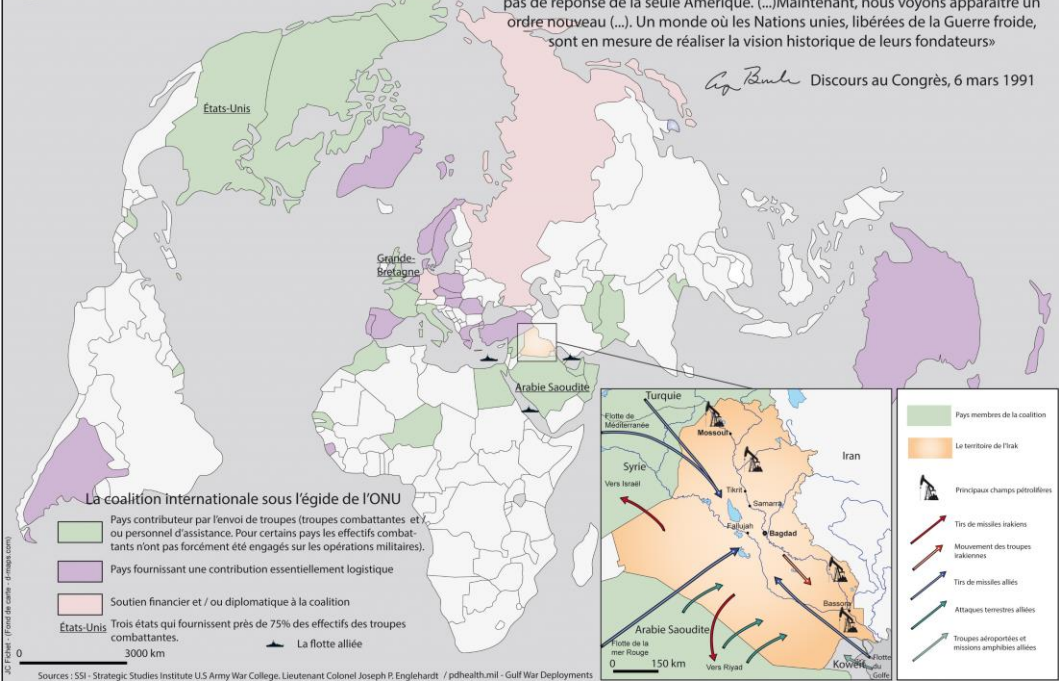 pas de réponse de la seule Amérique. (...)Maintenant, nous voyons apparaître un
ordre nouveau (...). Un monde où les Nations unies, libérées de la Guerre froide,
sont en mesure de réaliser la vision historique de leurs fondateurs»
Discours au Congrès, 6 mars 1991
États-Unis
Grande-
Bretagne
Arabie Saoudite
La coalition internationale sous l'égide de l'ONU
Pays contributeur par l'envoi de troupes (troupes combattantes et/
ou personnel d'assistance. Pour certains pays les effectifs combat-
tants n'ont pas forcément été engagés sur les opérations militaires).
Pays fournissant une contribution essentiellement logistique
Soutien financier et / ou diplomatique à la coalition
États-Unis Trois états qui fournissent près de 75% des effectifs des troupes
combattantes.
La flotte alliée
0 3000 km
JC Fichet - (Fond de carte - d-maps.com)
Sources : SSI - Strategic Studies Institute U.S Army War College. Lieutenant Colonel Joseph P. Englehardt / pdhealth.mil - Gulf War Deployments
Turquie
Flotte de
Méditerranée
Mossoul
Syrie
Iran
Vers Israël
Tikrit
Samarra
Fallujah
Bagdad
Bassora
Arabie Saoudite
Flotte de la
mer Rouge
0 150 km
Vers Riyad
Koweït
Flotte
du
Golfe
Pays membres de la coalition
Le territoire de l'Irak
Principaux champs pétrolifères
Tirs de missiles irakiens
Mouvement des troupes
irakiennes
Tirs de missiles alliés
Attaques terrestres alliées
Troupes aéroportées et
missions amphibies alliées